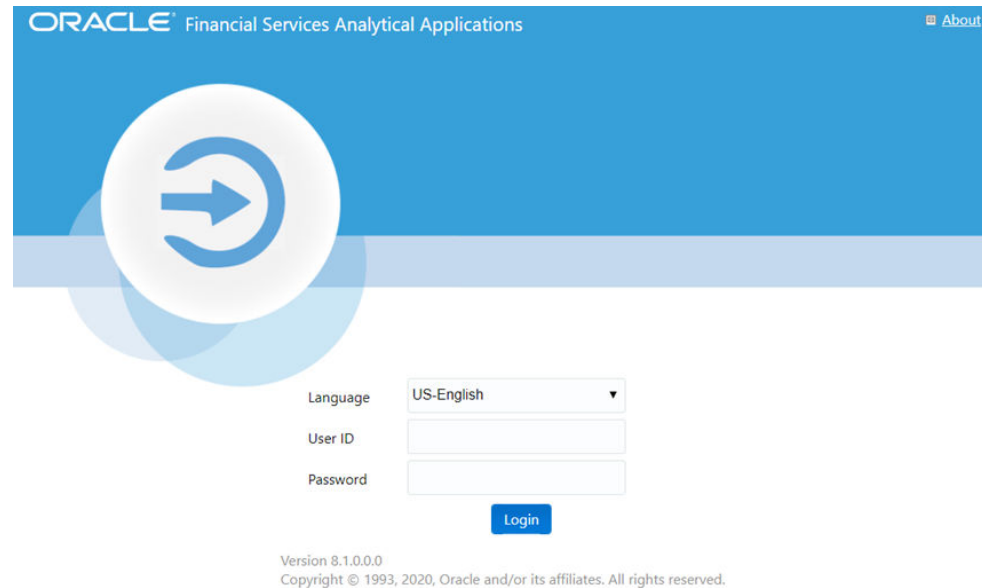 ORACLE® Financial Services Analytical Applications
About
Language US-English
User ID
Password
Login
Version 8.1.0.0.0
Copyright © 1993, 2020, Oracle and/or its affiliates. All rights reserved.